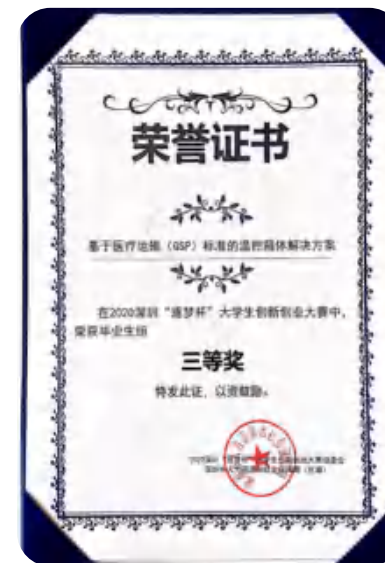 荣誉证书
基于医疗运输（GSP）标准的温控箱体解决方案
在2020深圳“逐梦杯”大学生创新创业大赛中，
荣获毕业生组
三等奖
特发此证，以资鼓励。